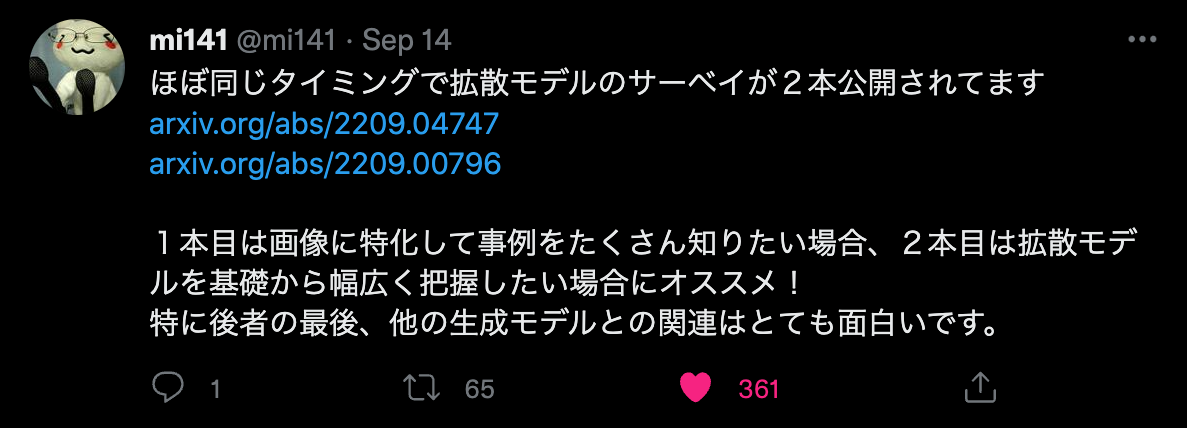 mi141 @mi141 · Sep 14
ほぼ同じタイミングで拡散モデルのサーベイが２本公開されてます
arxiv.org/abs/2209.04747
arxiv.org/abs/2209.00796
１本目は画像に特化して事例をたくさん知りたい場合、２本目は拡散モデ
ルを基礎から幅広く把握したい場合にオススメ！
特に後者の最後、他の生成モデルとの関連はとても面白いです。
1 65 361